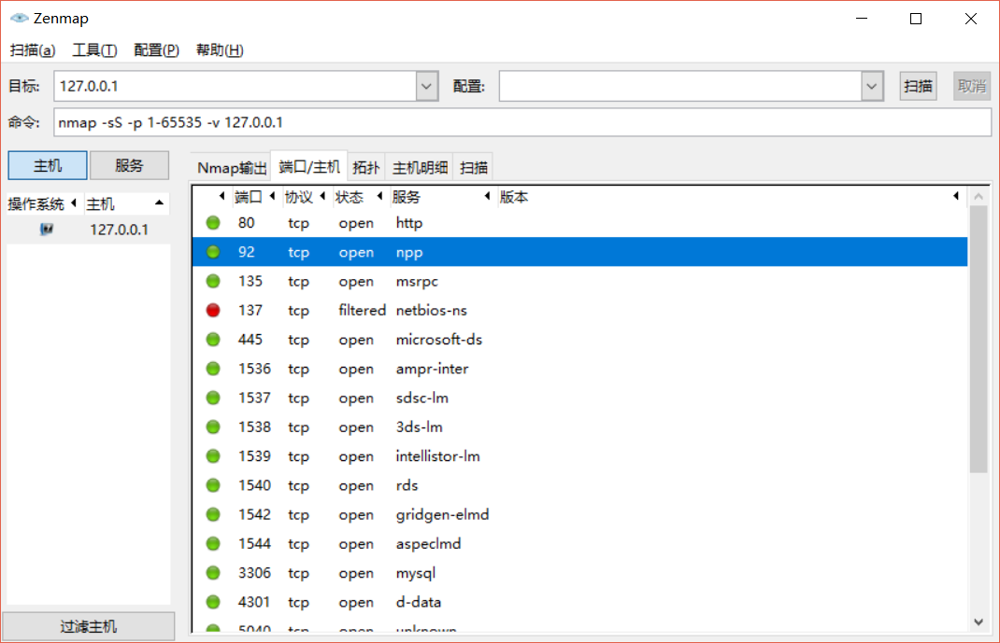 Zenmap
扫描(a) 工具(T) 配置(P) 帮助(H)
目标: 127.0.0.1 配置: 扫描 取消
命令: nmap -sS -p 1-65535 -v 127.0.0.1
主机 服务
Nmap输出 端口/主机 拓扑 主机明细 扫描
操作系统 主机
127.0.0.1
端口 协议 状态 服务 版本
80 tcp open http
92 tcp open npp
135 tcp open msrpc
137 tcp filtered netbios-ns
445 tcp open microsoft-ds
1536 tcp open ampr-inter
1537 tcp open sdsc-lm
1538 tcp open 3ds-lm
1539 tcp open intellistor-lm
1540 tcp open rds
1542 tcp open gridgen-elmd
1544 tcp open aspeclmd
3306 tcp open mysql
4301 tcp open d-data
5040 tcp open unknown
过滤主机